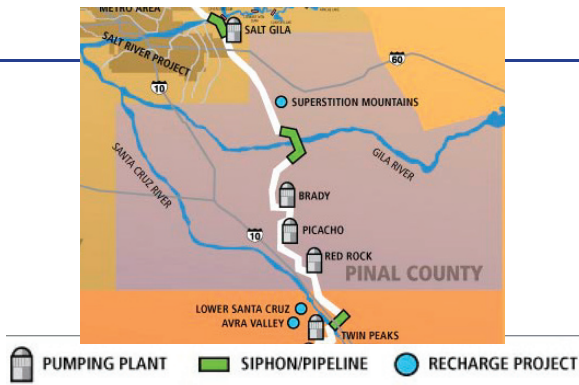 METRO AREA
SALT GILA
SALT RIVER PROJECT
60
10
SUPERSTITION MOUNTAINS
SANTA CRUZ RIVER
GILA RIVER
BRADY
PICACHO
10
RED ROCK
PINAL COUNTY
LOWER SANTA CRUZ
AVRA VALLEY
TWIN PEAKS
PUMPING PLANT
SIPHON/PIPELINE
RECHARGE PROJECT